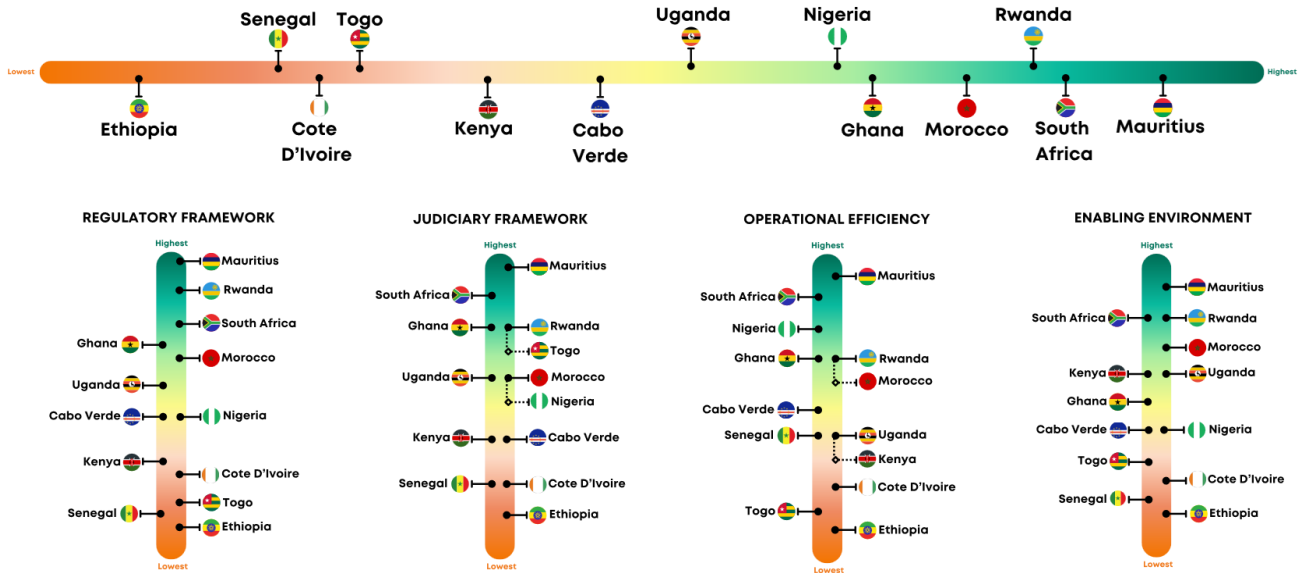 Senegal
Togo
Uganda
Nigeria
Rwanda
Lowest
Highest
Ethiopia
Cote
D'Ivoire
Kenya
Cabo
Verde
Ghana
Morocco
South
Africa
Mauritius
REGULATORY FRAMEWORK
Highest
Mauritius
Rwanda
South Africa
Ghana
Morocco
Uganda
Cabo Verde
Nigeria
Kenya
Cote D'Ivoire
Togo
Senegal
Ethiopia
Lowest
JUDICIARY FRAMEWORK
Highest
Mauritius
South Africa
Ghana
Rwanda
Togo
Uganda
Morocco
Nigeria
Kenya
Cabo Verde
Senegal
Cote D'Ivoire
Ethiopia
Lowest
OPERATIONAL EFFICIENCY
Highest
Mauritius
South Africa
Nigeria
Ghana
Rwanda
Morocco
Cabo Verde
Senegal
Uganda
Kenya
Cote D'Ivoire
Togo
Ethiopia
Lowest
ENABLING ENVIRONMENT
Highest
Mauritius
South Africa
Rwanda
Morocco
Kenya
Uganda
Ghana
Cabo Verde
Nigeria
Togo
Cote D'Ivoire
Senegal
Ethiopia
Lowest